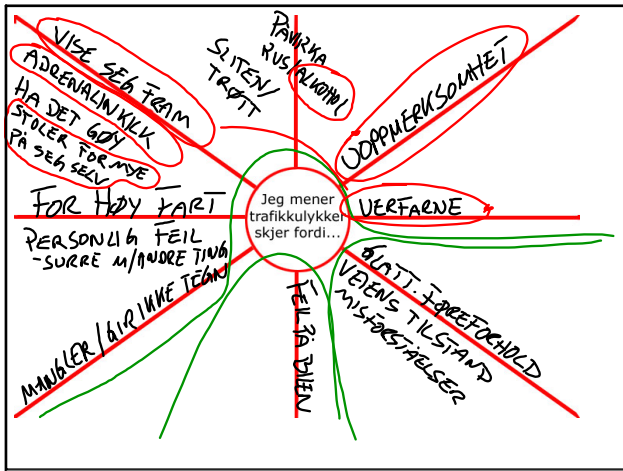 VISE SEG FRAM
ADRENALINKICK
HA DET GØY
STOLER FOR MYE
PÅ SEG SELV
SLITEN/
TRØTT
PÅVIRKA
RUS/ALKOHOL
UOPPMERKSOMHET
FOR HØY FART
Jeg mener
trafikkulykker
skjer fordi...
UERFARNE
PERSONLIG FEIL
- SURRE M/ANDRE TING
MANGLER/GIR IKKE TEGN
FEIL PÅ BILEN
GLATT. FØREFORHOLD
VEIENS TILSTAND
MISFORSTÅELSER